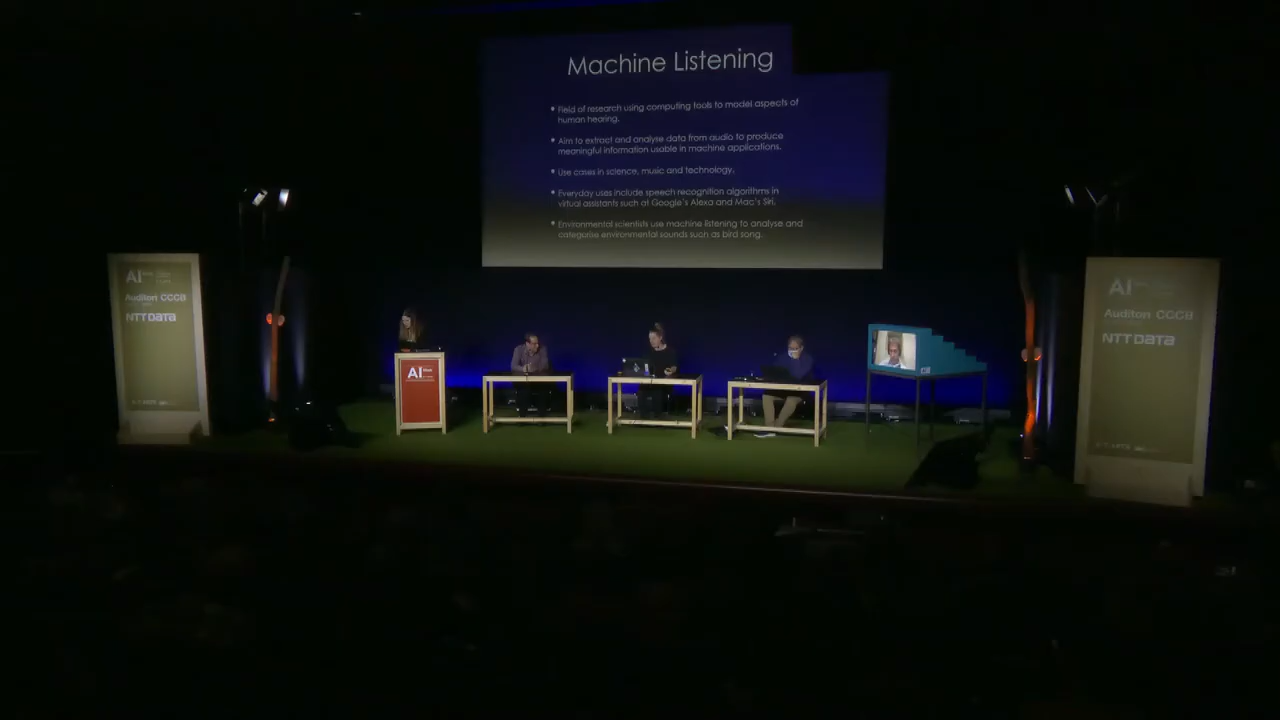 Machine Listening
• Field of research using computing tools to model aspects of
human hearing.
• Aim to extract and analyse data from audio to produce
meaningful information usable in machine applications.
• Use cases in science, music and technology.
• Everyday uses include speech recognition algorithms in
virtual assistants such at Google's Alexa and Mac's Siri.
• Environmental scientists use machine listening to analyse and
categorise environmental sounds such as bird song.
AI
Auditori CCCB
NTT DATA
AI
AI
Auditori CCCB
NTT DATA